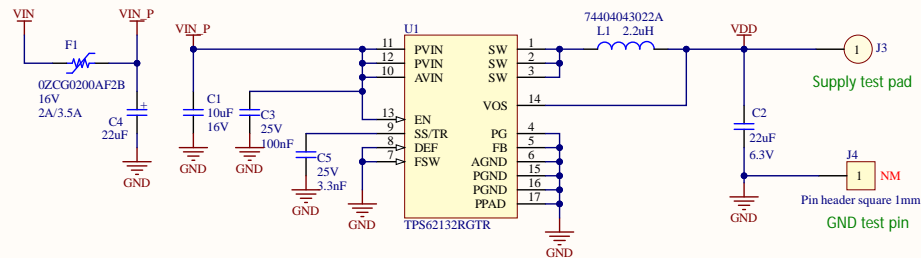 VIN
VIN_P
F1
0ZCG0200AF2B
16V
2A/3.5A
C4
22uF
+
GND
VIN_P
C1
10uF
16V
GND
C3
25V
100nF
GND
C5
25V
3.3nF
GND
GND
U1
11 PVIN
12 PVIN
10 AVIN
13 EN
9 SS/TR
8 DEF
7 FSW
SW 1
SW 2
SW 3
VOS 14
PG 4
FB 5
AGND 6
PGND 15
PGND 16
PPAD 17
TPS62132RGTR
GND
74404043022A
L1 2.2uH
VDD
1
J3
Supply test pad
C2
22uF
6.3V
GND
J4
1
NM
Pin header square 1mm
GND test pin